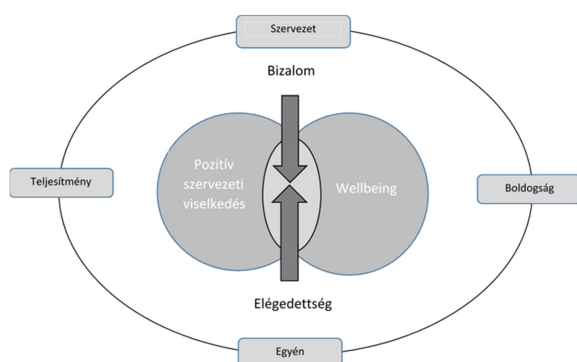 Szervezet
Bizalom
Teljesítmény
Pozitív
szervezeti
viselkedés
Wellbeing
Boldogság
Elégedettség
Egyén